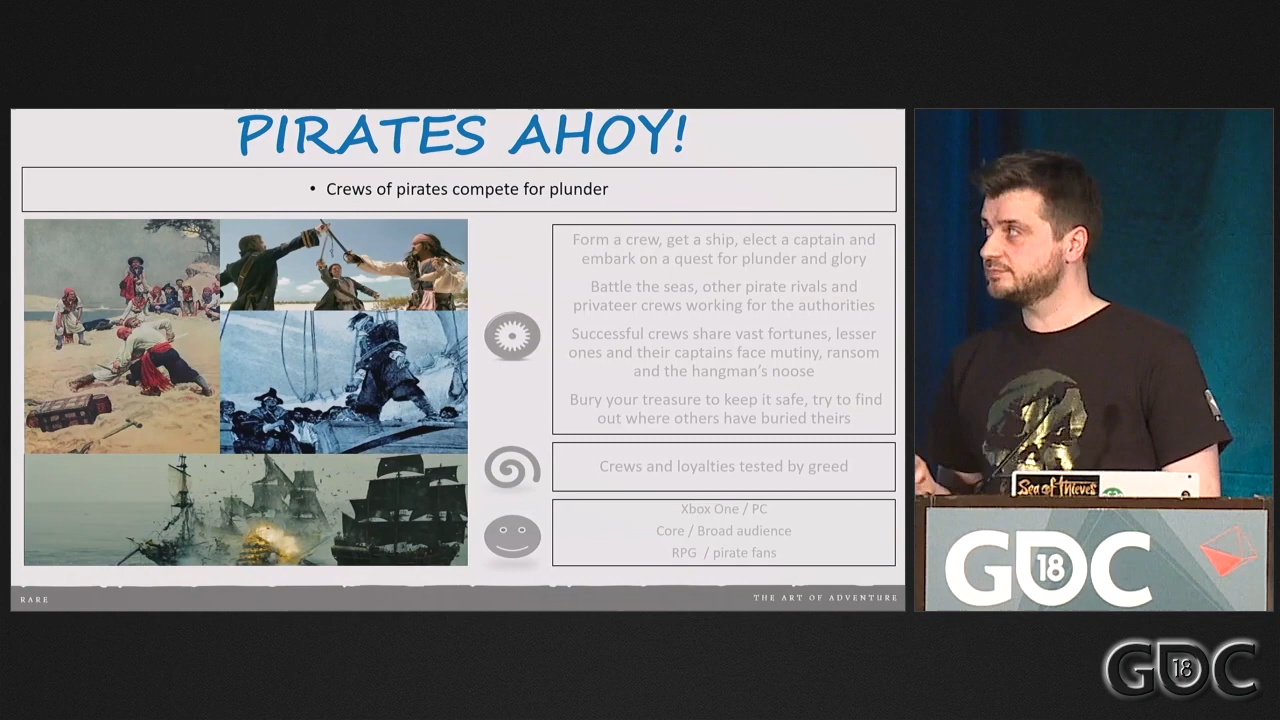 PIRATES AHOY!
• Crews of pirates compete for plunder
Form a crew, get a ship, elect a captain and
embark on a quest for plunder and glory
Battle the seas, other pirate rivals and
privateer crews working for the authorities
Successful crews share vast fortunes, lesser
ones and their captains face mutiny, ransom
and the hangman's noose
Bury your treasure to keep it safe, try to find
out where others have buried theirs
Crews and loyalties tested by greed
Xbox One / PC
Core / Broad audience
RPG / pirate fans
RARE
THE ART OF ADVENTURE
Sea of Thieves
GDC
18
GDC
18